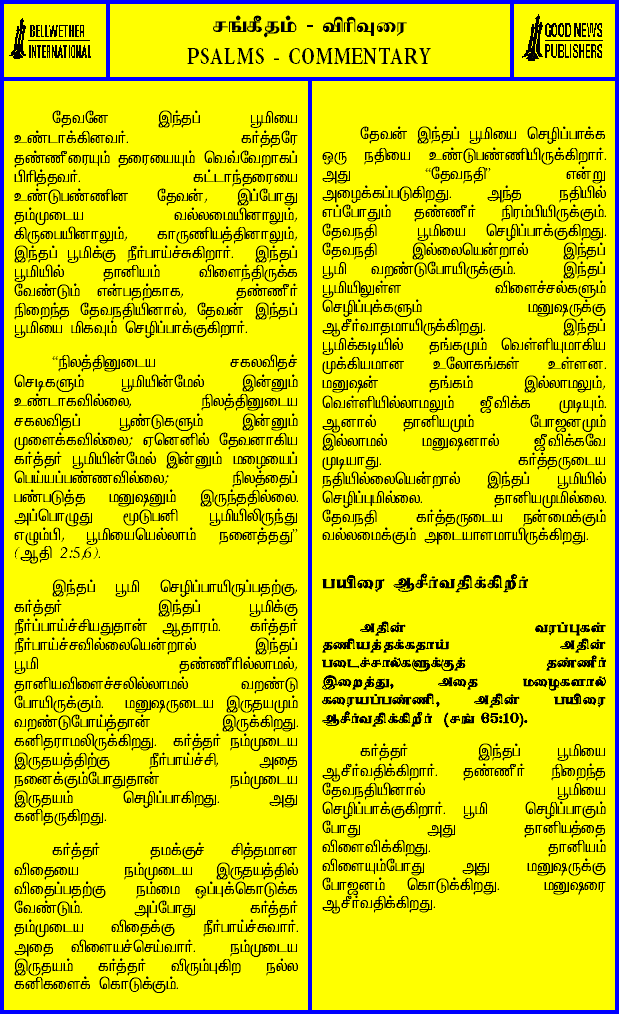 BELLWETHER
INTERNATIONAL
சங்கீதம் - விரிவுரை
PSALMS - COMMENTARY
GOOD NEWS
PUBLISHERS
தேவனே இந்தப் பூமியை
உண்டாக்கினவர். கர்த்தரே
தண்ணீரையும் தரையையும் வெவ்வேறாகப்
பிரித்தவர். கட்டாந்தரையை
உண்டுபண்ணின தேவன், இப்போது
தம்முடைய வல்லமையினாலும்,
கிருபையினாலும், காருணியத்தினாலும்,
இந்தப் பூமிக்கு நீர்பாய்ச்சுகிறார். இந்தப்
பூமியில் தானியம் விளைந்திருக்க
வேண்டும் என்பதற்காக, தண்ணீர்
நிறைந்த தேவநதியினால், தேவன் இந்தப்
பூமியை மிகவும் செழிப்பாக்குகிறார்.
“நிலத்தினுடைய சகலவிதச்
செடிகளும் பூமியின்மேல் இன்னும்
உண்டாகவில்லை, நிலத்தினுடைய
சகலவிதப் பூண்டுகளும் இன்னும்
முளைக்கவில்லை; ஏனெனில் தேவனாகிய
கர்த்தர் பூமியின்மேல் இன்னும் மழையைப்
பெய்யப்பண்ணவில்லை; நிலத்தைப்
பண்படுத்த மனுஷனும் இருந்ததில்லை.
அப்பொழுது மூடுபனி பூமியிலிருந்து
எழும்பி, பூமியையெல்லாம் நனைத்தது”
(ஆதி 2:5,6).
இந்தப் பூமி செழிப்பாயிருப்பதற்கு,
கர்த்தர் இந்தப் பூமிக்கு
நீர்ப்பாய்ச்சியதுதான் ஆதாரம். கர்த்தர்
நீர்பாய்ச்சவில்லையென்றால் இந்தப்
பூமி தண்ணீரில்லாமல்,
தானியவிளைச்சலில்லாமல் வறண்டு
போயிருக்கும். மனுஷருடைய இருதயமும்
வறண்டுபோய்த்தான் இருக்கிறது.
கனிதராமலிருக்கிறது. கர்த்தர் நம்முடைய
இருதயத்திற்கு நீர்பாய்ச்சி, அதை
நனைக்கும்போதுதான் நம்முடைய
இருதயம் செழிப்பாகிறது. அது
கனிதருகிறது.
கர்த்தர் தமக்குச் சித்தமான
விதையை நம்முடைய இருதயத்தில்
விதைப்பதற்கு நம்மை ஒப்புக்கொடுக்க
வேண்டும். அப்போது கர்த்தர்
தம்முடைய விதைக்கு நீர்பாய்ச்சுவார்.
அதை விளையச்செய்வார். நம்முடைய
இருதயம் கர்த்தர் விரும்புகிற நல்ல
கனிகளைக் கொடுக்கும்.
தேவன் இந்தப் பூமியை செழிப்பாக்க
ஒரு நதியை உண்டுபண்ணியிருக்கிறார்.
அது “தேவநதி” என்று
அழைக்கப்படுகிறது. அந்த நதியில்
எப்போதும் தண்ணீர் நிரம்பியிருக்கும்.
தேவநதி பூமியை செழிப்பாக்குகிறது.
தேவநதி இல்லையென்றால் இந்தப்
பூமி வறண்டுபோயிருக்கும். இந்தப்
பூமியிலுள்ள விளைச்சல்களும்
செழிப்புக்களும் மனுஷருக்கு
ஆசீர்வாதமாயிருக்கிறது. இந்தப்
பூமிக்கடியில் தங்கமும் வெள்ளியுமாகிய
முக்கியமான உலோகங்கள் உள்ளன.
மனுஷன் தங்கம் இல்லாமலும்,
வெள்ளியில்லாமலும் ஜீவிக்க முடியும்.
ஆனால் தானியமும் போஜனமும்
இல்லாமல் மனுஷனால் ஜீவிக்கவே
முடியாது. கர்த்தருடைய
நதியில்லையென்றால் இந்தப் பூமியில்
செழிப்புமில்லை. தானியமுமில்லை.
தேவநதி கர்த்தருடைய நன்மைக்கும்
வல்லமைக்கும் அடையாளமாயிருக்கிறது.
பயிரை ஆசீர்வதிக்கிறீர்
அதின் வரப்புகள்
தணியத்தக்கதாய் அதின்
படைச்சால்களுக்குத் தண்ணீர்
இறைத்து, அதை மழைகளால்
கரையப்பண்ணி, அதின் பயிரை
ஆசீர்வதிக்கிறீர் (சங் 65:10).
கர்த்தர் இந்தப் பூமியை
ஆசீர்வதிக்கிறார். தண்ணீர் நிறைந்த
தேவநதியினால் பூமியை
செழிப்பாக்குகிறார். பூமி செழிப்பாகும்
போது அது தானியத்தை
விளைவிக்கிறது. தானியம்
விளையும்போது அது மனுஷருக்கு
போஜனம் கொடுக்கிறது. மனுஷரை
ஆசீர்வதிக்கிறது.